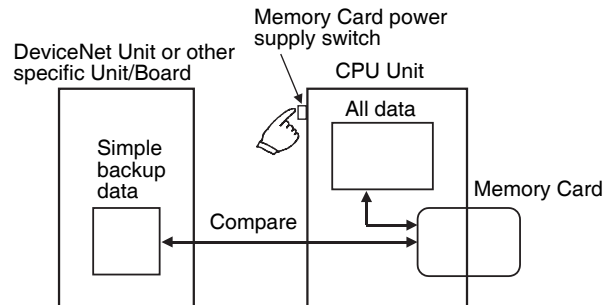 Memory Card power
supply switch
DeviceNet Unit or other
specific Unit/Board
CPU Unit
All data
Simple
backup
data
Memory Card
Compare